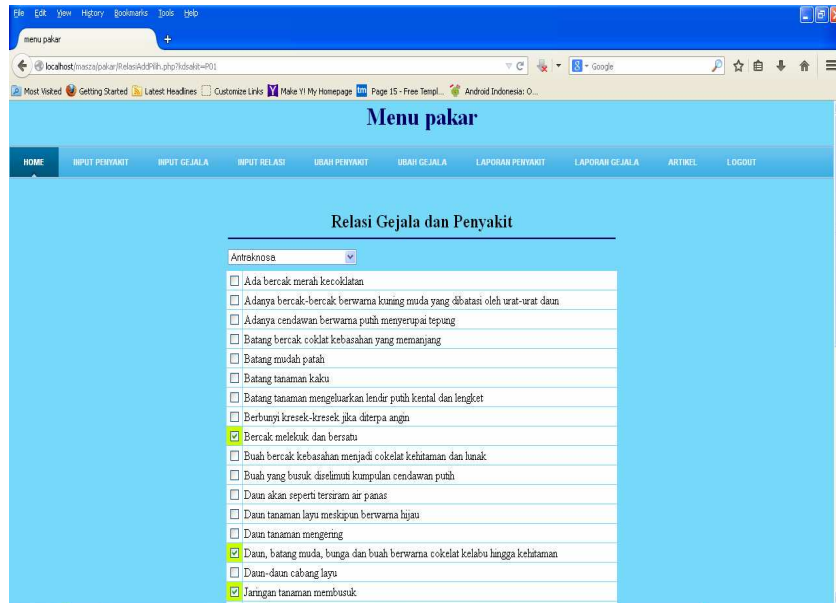 File Edit View History Bookmarks Tools Help
menu pakar
localhost/masza/pakar/RelasiAddPilih.php?kdsakit=P01
Google
Most Visited Getting Started Latest Headlines Customize Links Make Y! My Homepage Page 15 - Free Templ... Android Indonesia: O...
Menu pakar
HOME INPUT PENYAKIT INPUT GEJALA INPUT RELASI UBAH PENYAKIT UBAH GEJALA LAPORAN PENYAKIT LAPORAN GEJALA ARTIKEL LOGOUT
Relasi Gejala dan Penyakit
Antraknosa
Ada bercak merah kecoklatan
Adanya bercak-bercak berwarna kuning muda yang dibatasi oleh urat-urat daun
Adanya cendawan berwarna putih menyerupai tepung
Batang bercak coklat kebasahan yang memanjang
Batang mudah patah
Batang tanaman kaku
Batang tanaman mengeluarkan lendir putih kental dan lengket
Berbunyi kresek-kresek jika diterpa angin
Bercak melekuk dan bersatu
Buah bercak kebasahan menjadi cokelat kehitaman dan lunak
Buah yang busuk diselimuti kumpulan cendawan putih
Daun akan seperti tersiram air panas
Daun tanaman layu meskipun berwarna hijau
Daun tanaman mengering
Daun, batang muda, bunga dan buah berwarna cokelat kelabu hingga kehitaman
Daun-daun cabang layu
Jaringan tanaman membusuk